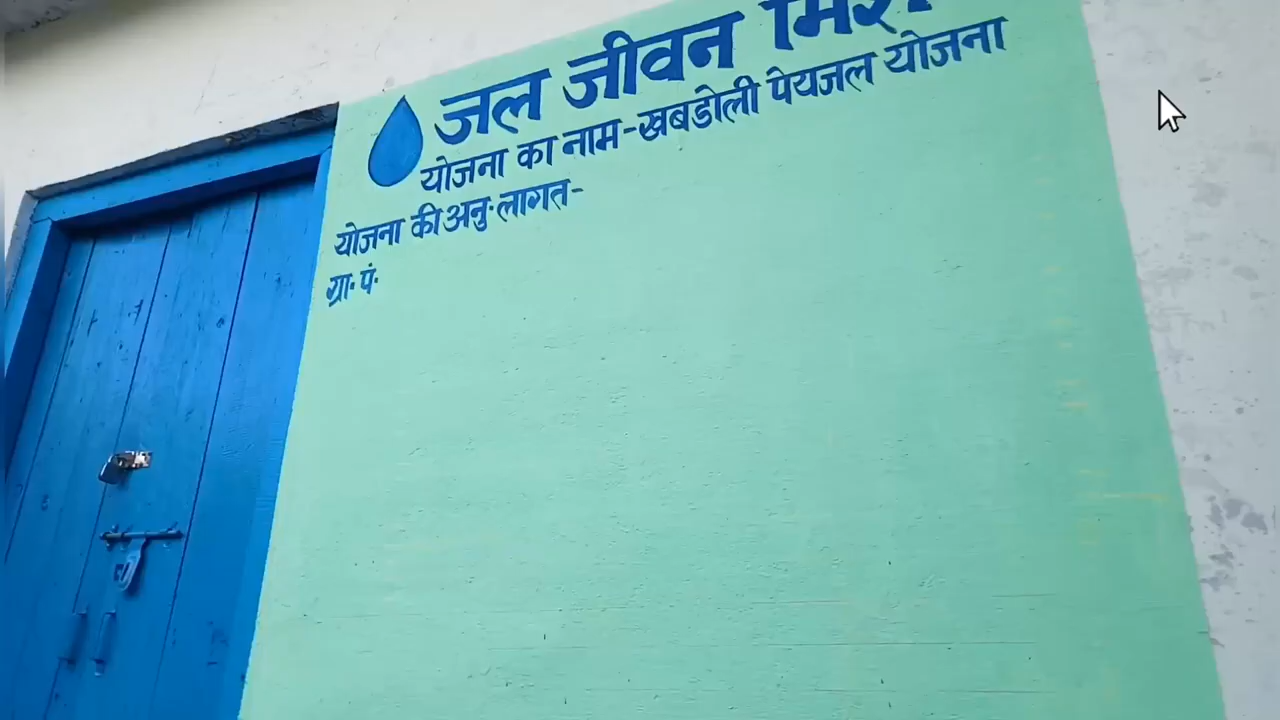 जल जीवन
योजना का नाम-खबडोली पेयजल योजना
योजना की अनु॰ लागत-
ग्रा॰ पं॰